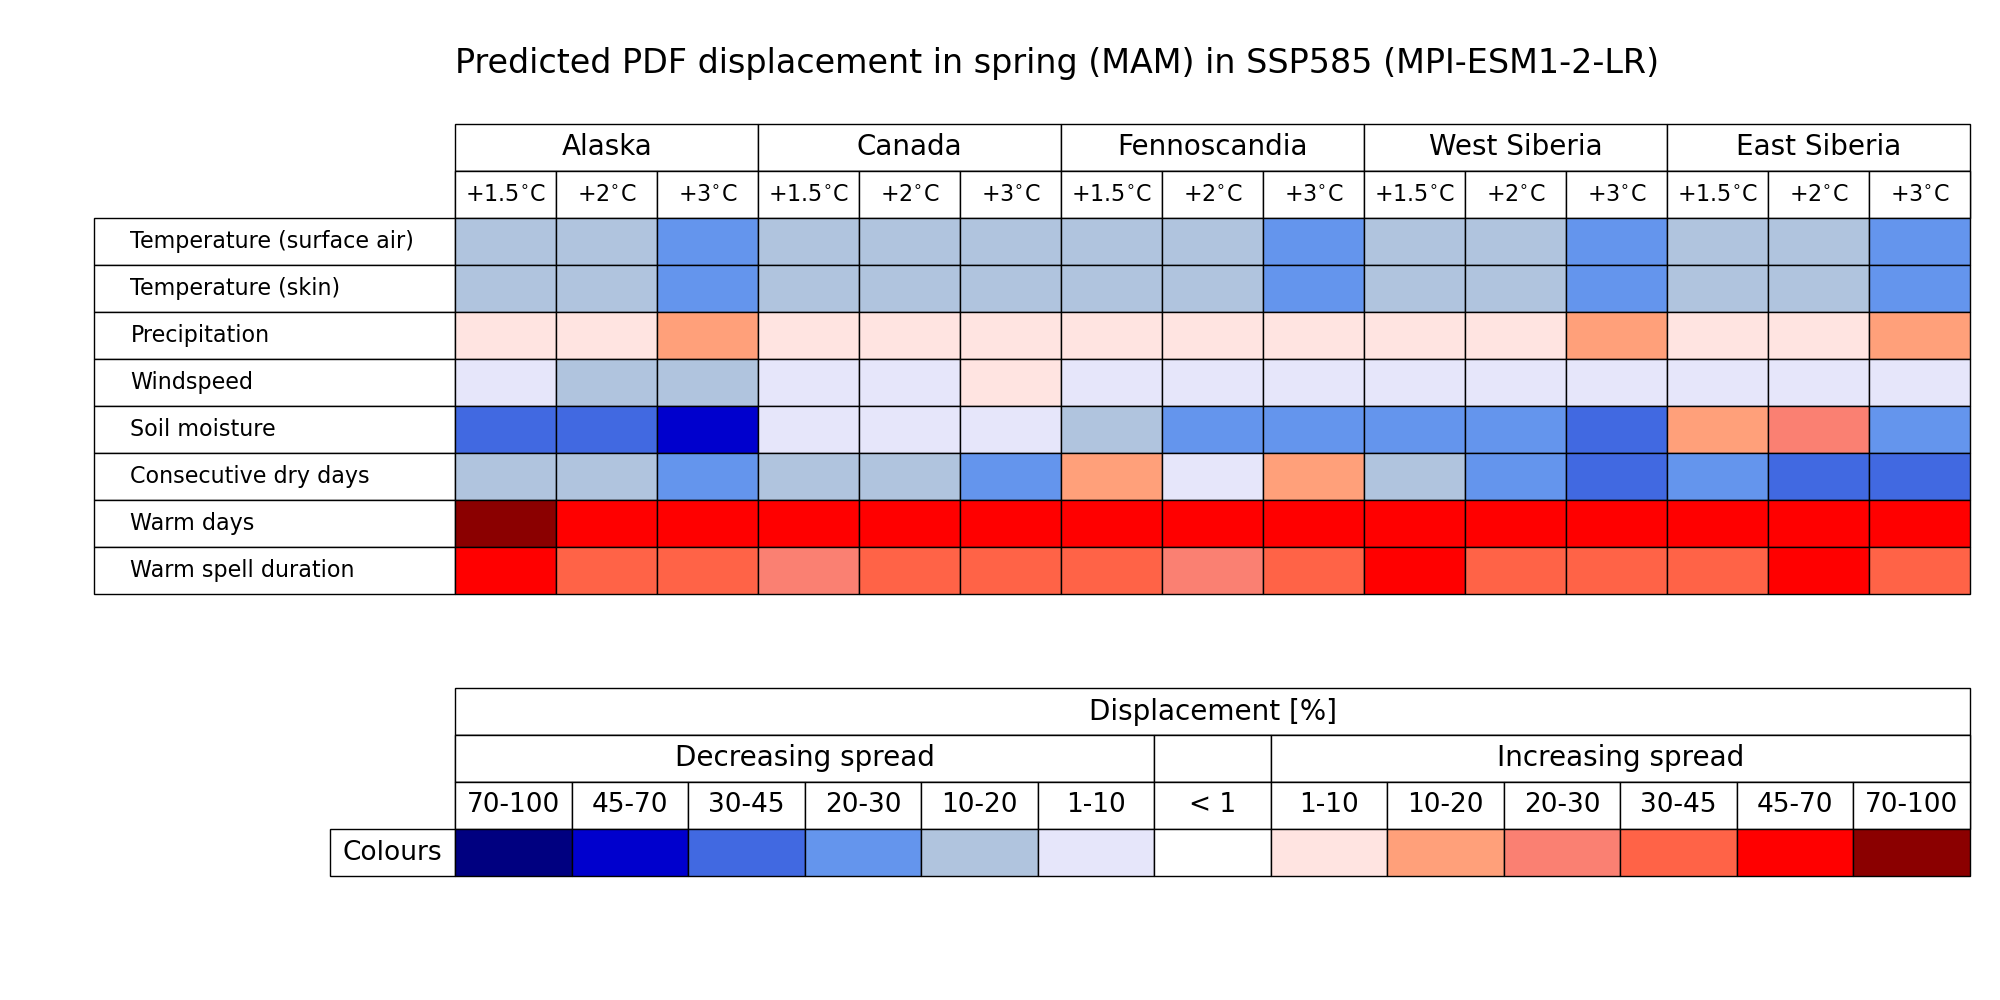 Predicted PDF displacement in spring (MAM) in SSP585 (MPI-ESM1-2-LR)
Alaska Canada Fennoscandia West Siberia East Siberia
+1.5°C +2°C +3°C +1.5°C +2°C +3°C +1.5°C +2°C +3°C +1.5°C +2°C +3°C +1.5°C +2°C +3°C
Temperature (surface air)
Temperature (skin)
Precipitation
Windspeed
Soil moisture
Consecutive dry days
Warm days
Warm spell duration
Displacement [%]
Decreasing spread Increasing spread
70-100 45-70 30-45 20-30 10-20 1-10 < 1 1-10 10-20 20-30 30-45 45-70 70-100
Colours